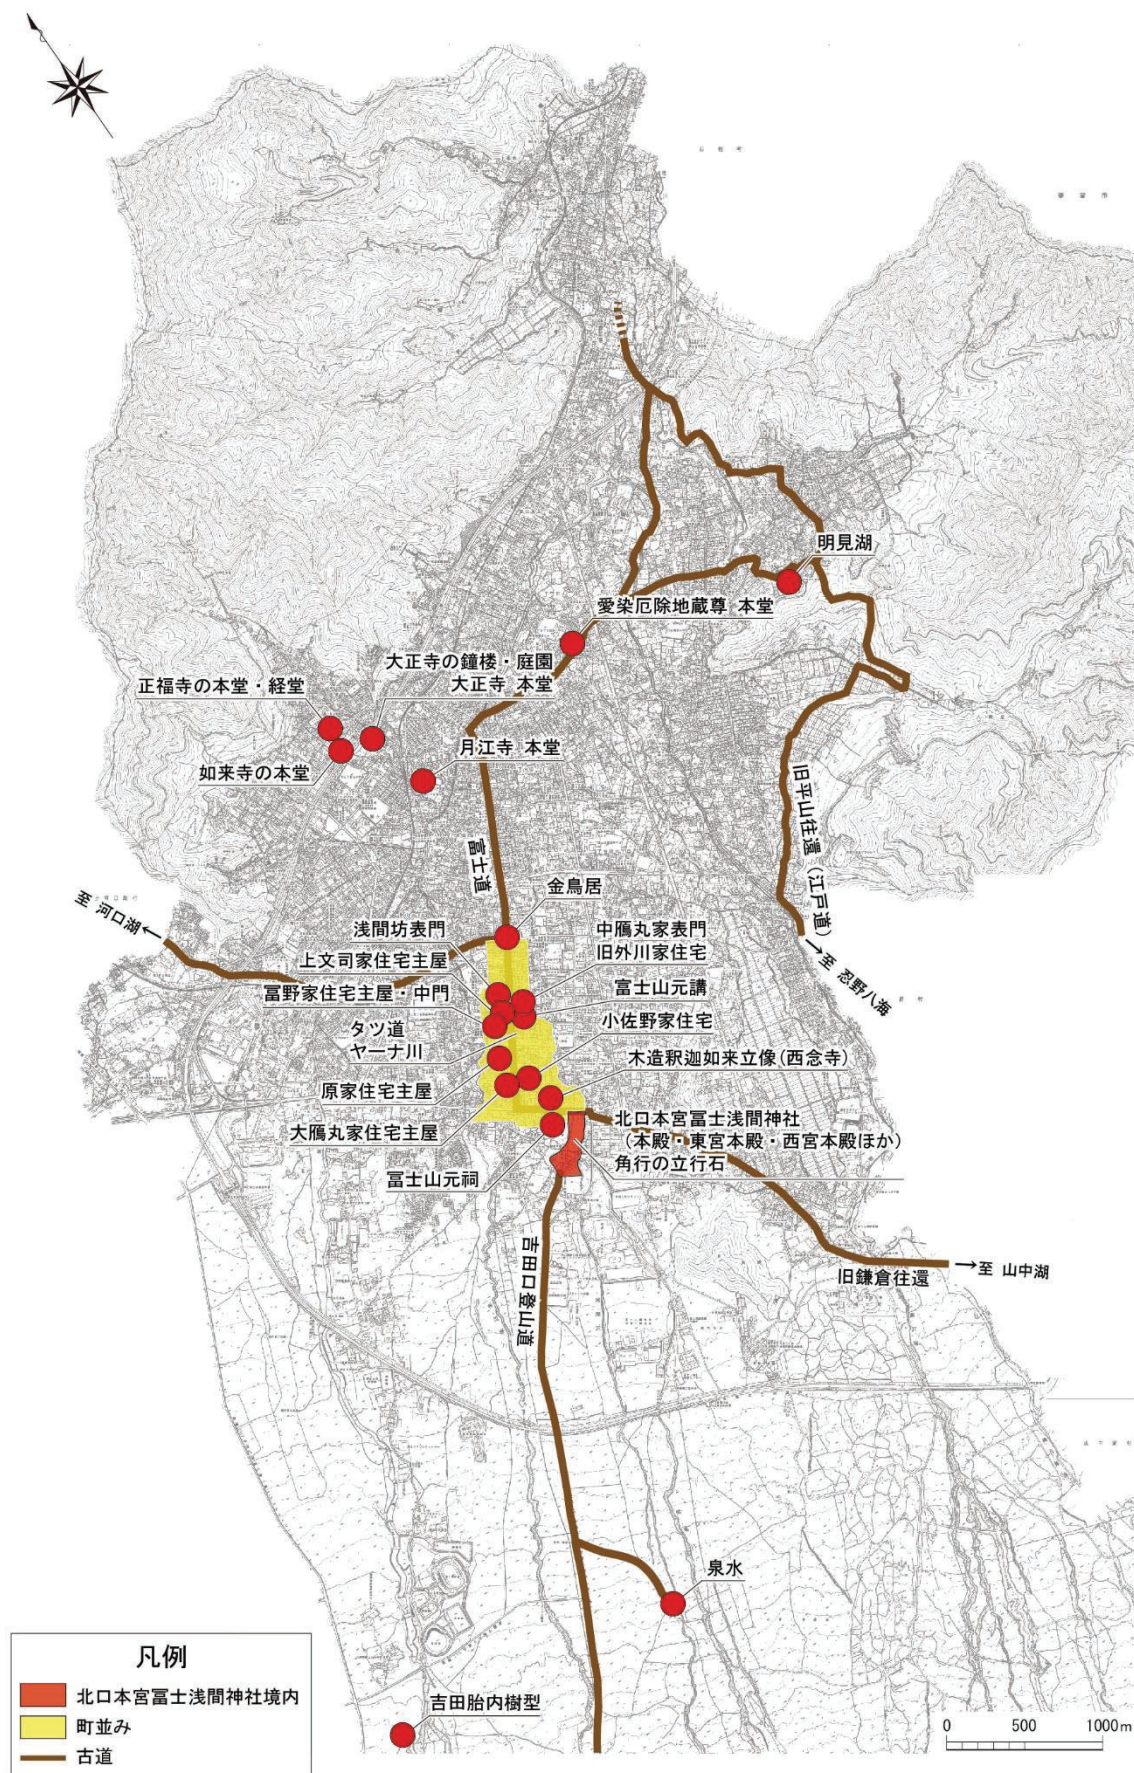 明見湖
愛染厄除地蔵尊 本堂
大正寺の鐘楼・庭園
大正寺 本堂
正福寺の本堂・経堂
月江寺 本堂
如来寺の本堂
旧平山往還（江戸道）
富士道
金鳥居
至 河口湖←
浅間坊表門
中鴈丸家表門
旧外川家住宅
上文司家住宅主屋
→至 忍野八海
冨野家住宅主屋・中門
富士山元講
小佐野家住宅
タツ道
ヤーナ川
木造釈迦如来立像（西念寺）
原家住宅主屋
北口本宮冨士浅間神社
（本殿・東宮本殿・西宮本殿ほか）
角行の立行石
大鴈丸家住宅主屋
冨士山元祠
吉田口登山道
旧鎌倉往還
→至 山中湖
泉水
吉田胎内樹型
凡例
北口本宮冨士浅間神社境内
町並み
古道
0 500 1000m